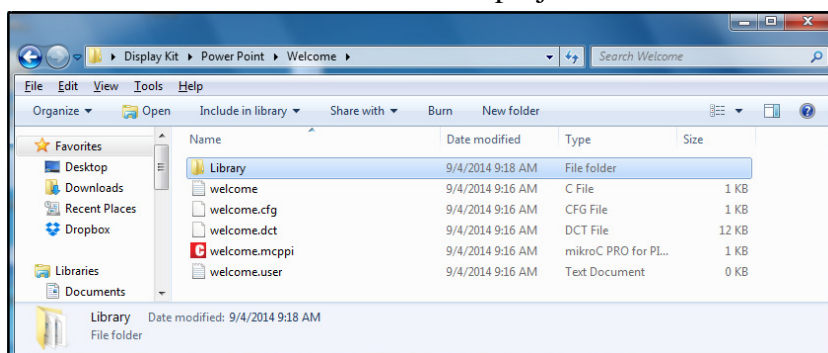 Display Kit ▸ Power Point ▸ Welcome ▸ Search Welcome
File Edit View Tools Help
Organize Open Include in library Share with Burn New folder
Name Date modified Type Size
Favorites
Desktop
Downloads
Recent Places
Dropbox
Libraries
Documents
Library 9/4/2014 9:18 AM File folder
welcome 9/4/2014 9:16 AM C File 1 KB
welcome.cfg 9/4/2014 9:16 AM CFG File 1 KB
welcome.dct 9/4/2014 9:16 AM DCT File 12 KB
welcome.mcppi 9/4/2014 9:16 AM mikroC PRO for PI... 1 KB
welcome.user 9/4/2014 9:16 AM Text Document 0 KB
Library Date modified: 9/4/2014 9:18 AM
File folder